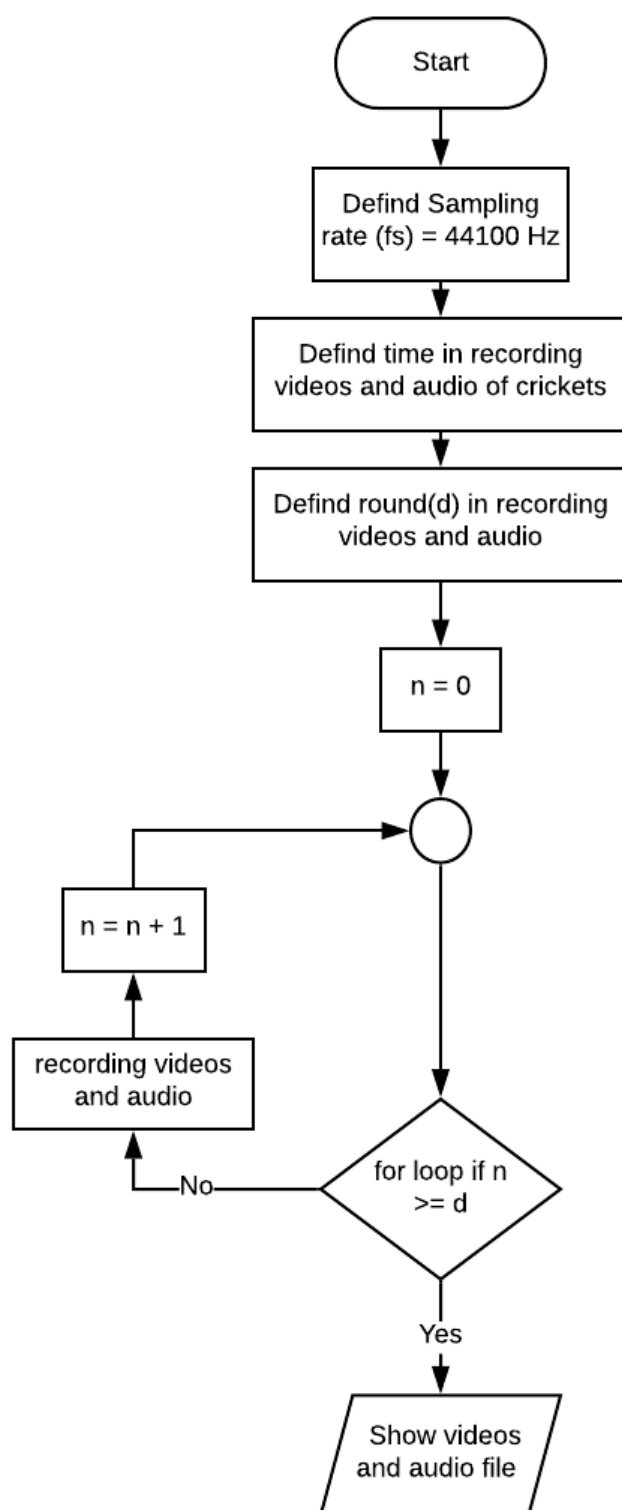 Start
Defind Sampling
rate (fs) = 44100 Hz
Defind time in recording
videos and audio of crickets
Defind round(d) in recording
videos and audio
n = 0
n = n + 1
recording videos
and audio
No
for loop if n
>= d
Yes
Show videos
and audio file